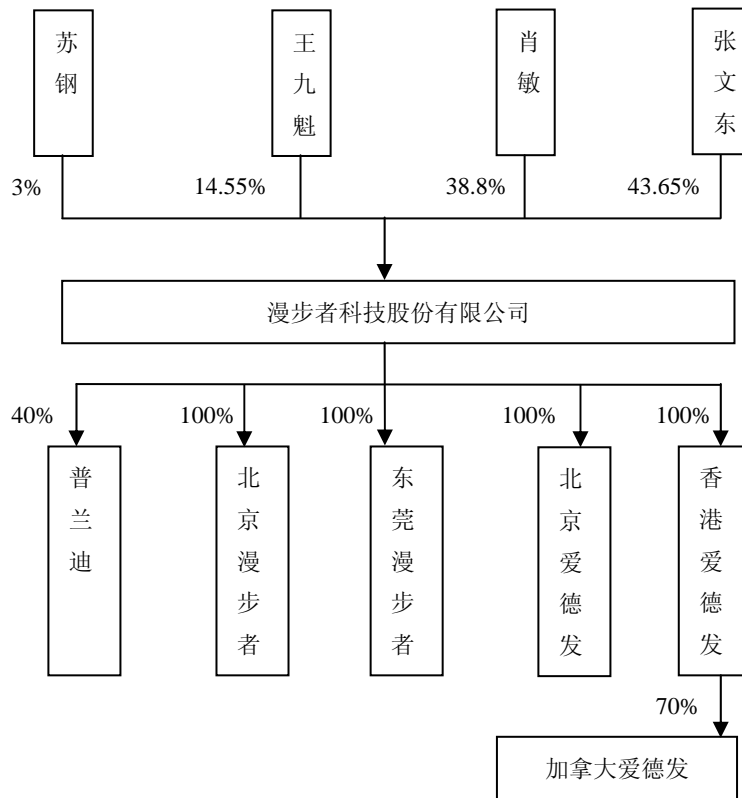 苏钢
王九魁
肖敏
张文东
3%
14.55%
38.8%
43.65%
漫步者科技股份有限公司
40%
100%
100%
100%
100%
普兰迪
北京漫步者
东莞漫步者
北京爱德发
香港爱德发
70%
加拿大爱德发